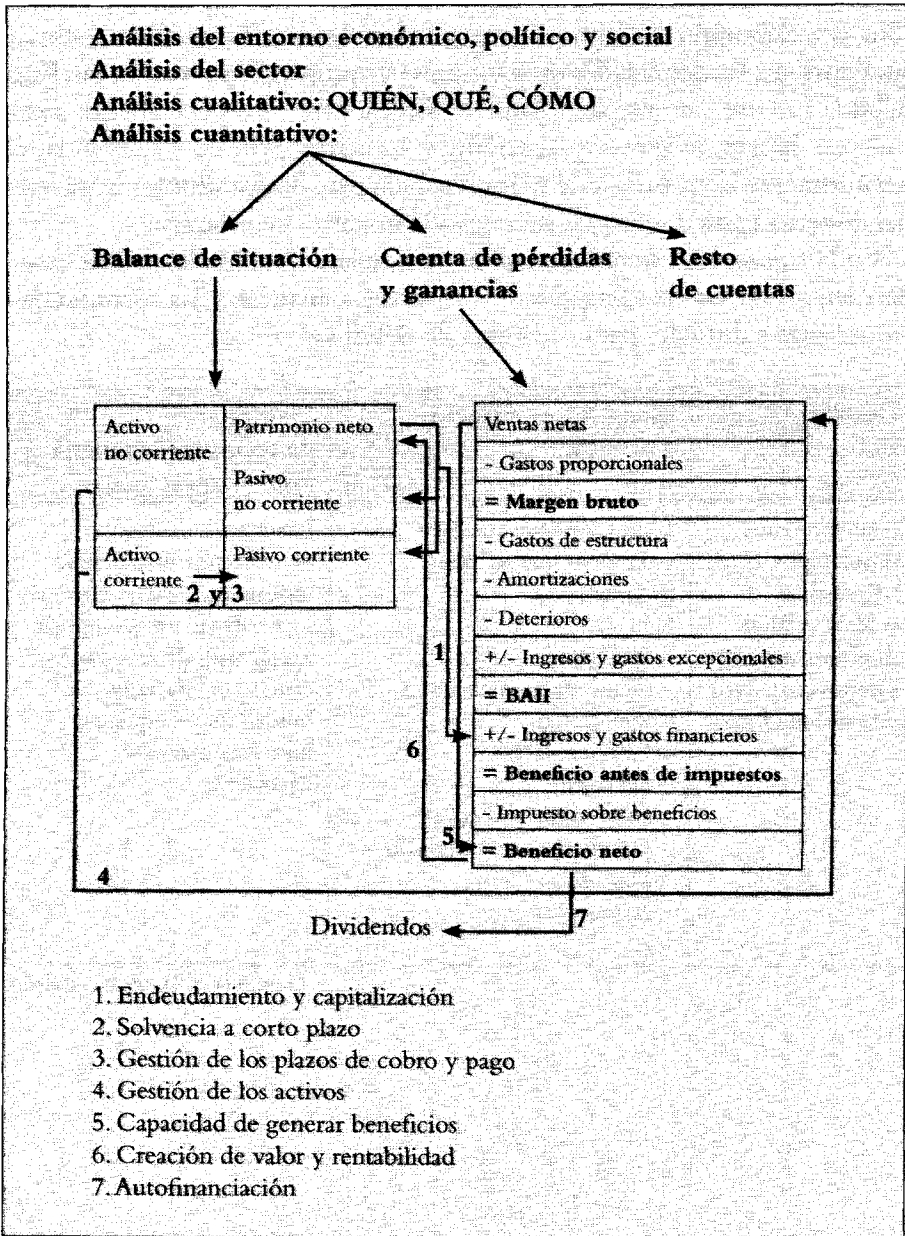 Análisis del entorno económico, político y social
Análisis del sector
Análisis cualitativo: QUIÉN, QUÉ, CÓMO
Análisis cuantitativo:
Balance de situación
Cuenta de pérdidas
y ganancias
Resto
de cuentas
Activo
no corriente
Patrimonio neto
Pasivo
no corriente
Activo
corriente
Pasivo corriente
2 y 3
Ventas netas
- Gastos proporcionales
= Margen bruto
- Gastos de estructura
- Amortizaciones
- Deterioros
+/- Ingresos y gastos excepcionales
= BAII
+/- Ingresos y gastos financieros
= Beneficio antes de impuestos
- Impuesto sobre beneficios
= Beneficio neto
1
6
5
4
7
Dividendos
1. Endeudamiento y capitalización
2. Solvencia a corto plazo
3. Gestión de los plazos de cobro y pago
4. Gestión de los activos
5. Capacidad de generar beneficios
6. Creación de valor y rentabilidad
7. Autofinanciación